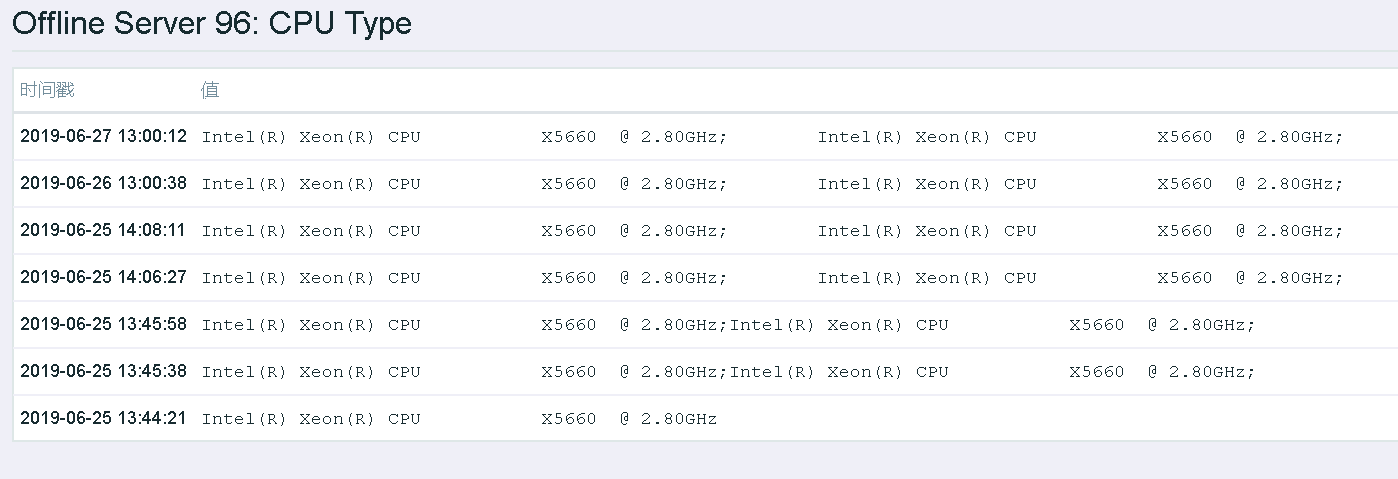 Offline Server 96: CPU Type
时间戳 值
2019-06-27 13:00:12 Intel(R) Xeon(R) CPU X5660 @ 2.80GHz; Intel(R) Xeon(R) CPU X5660 @ 2.80GHz;
2019-06-26 13:00:38 Intel(R) Xeon(R) CPU X5660 @ 2.80GHz; Intel(R) Xeon(R) CPU X5660 @ 2.80GHz;
2019-06-25 14:08:11 Intel(R) Xeon(R) CPU X5660 @ 2.80GHz; Intel(R) Xeon(R) CPU X5660 @ 2.80GHz;
2019-06-25 14:06:27 Intel(R) Xeon(R) CPU X5660 @ 2.80GHz; Intel(R) Xeon(R) CPU X5660 @ 2.80GHz;
2019-06-25 13:45:58 Intel(R) Xeon(R) CPU X5660 @ 2.80GHz;Intel(R) Xeon(R) CPU X5660 @ 2.80GHz;
2019-06-25 13:45:38 Intel(R) Xeon(R) CPU X5660 @ 2.80GHz;Intel(R) Xeon(R) CPU X5660 @ 2.80GHz;
2019-06-25 13:44:21 Intel(R) Xeon(R) CPU X5660 @ 2.80GHz